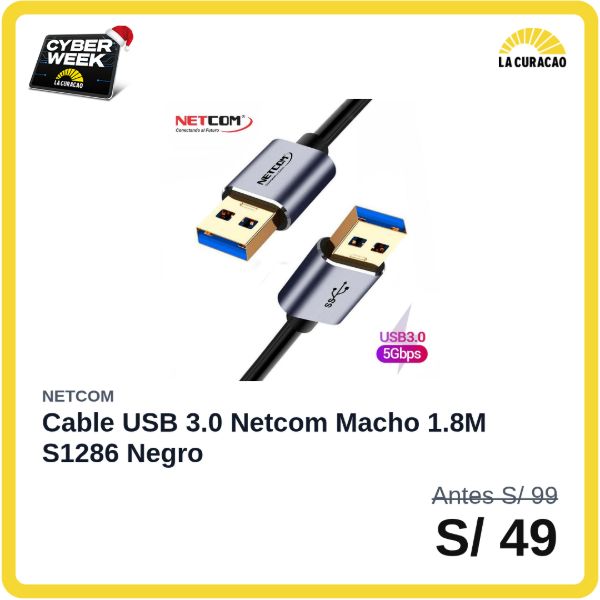 CYBER
WEEK
LA CURACAO
LA CURACAO
NETCOM®
Conectando al Futuro
NETCOM
SS
USB3.0
5Gbps
NETCOM
Cable USB 3.0 Netcom Macho 1.8M
S1286 Negro
Antes S/ 99
S/ 49